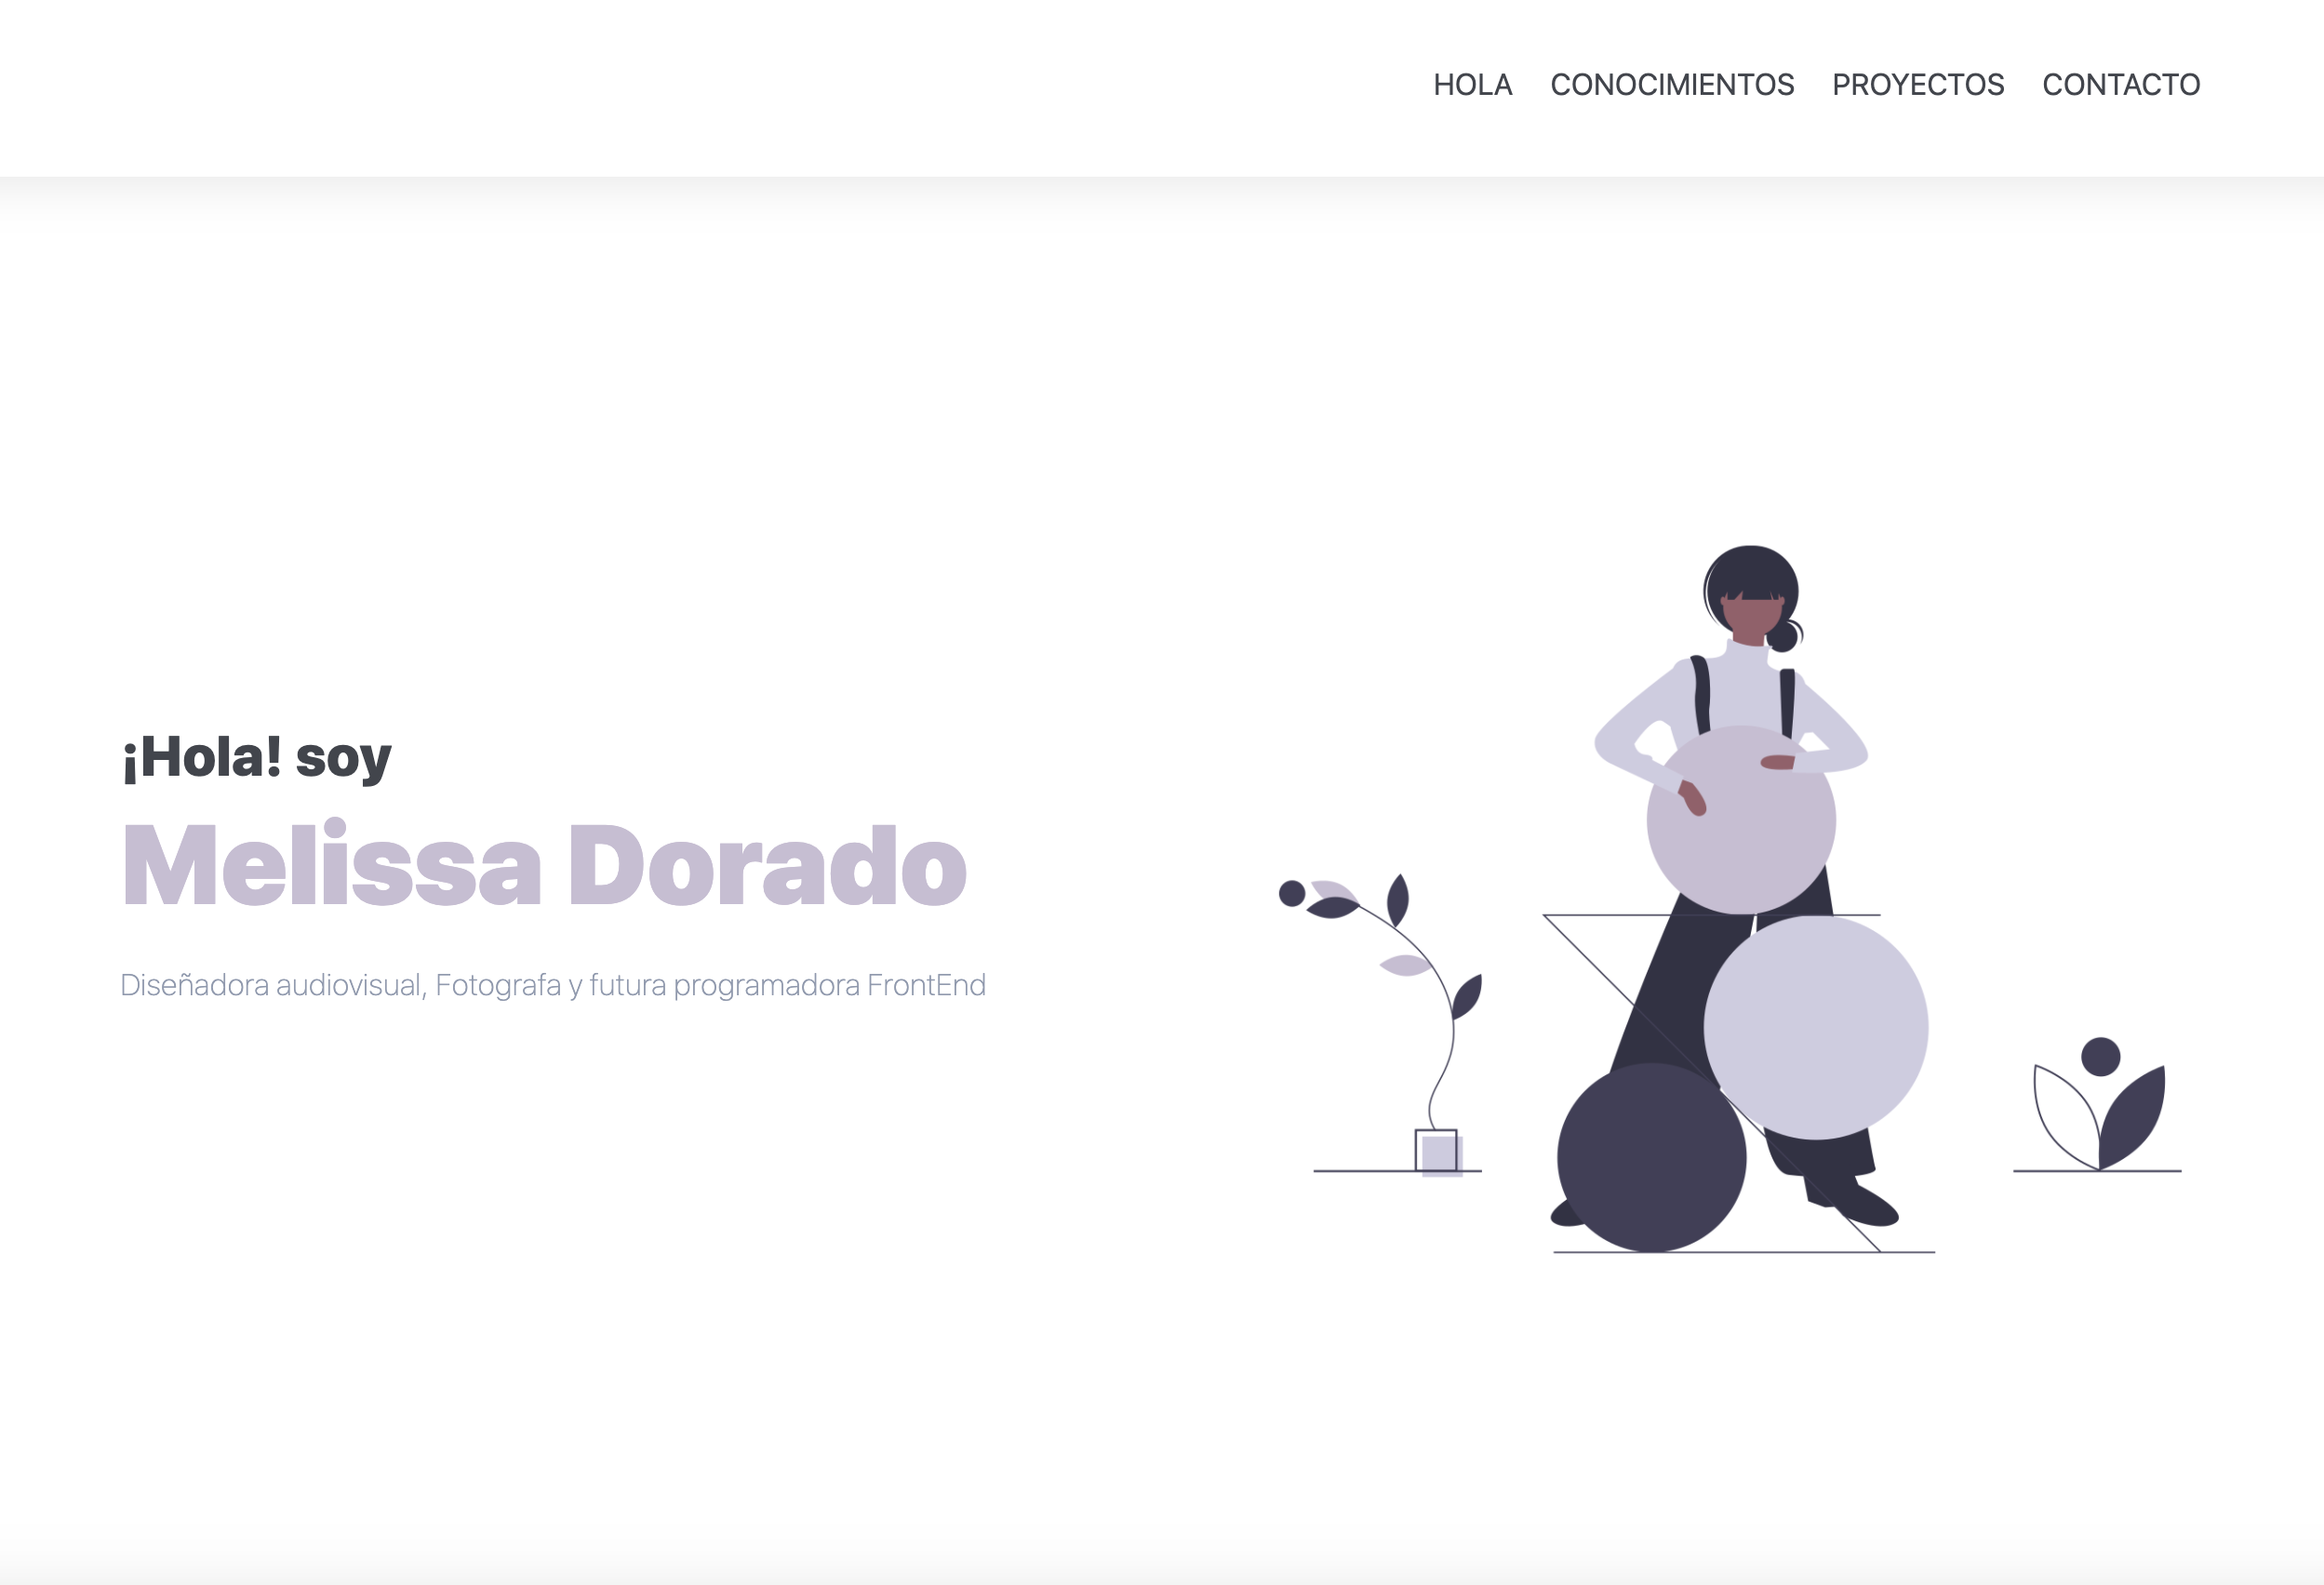 HOLA CONOCIMIENTOS PROYECTOS CONTACTO
¡Hola! soy
Melissa Dorado
Diseñadora audiovisual, Fotografa y futura programadora FrontEnd